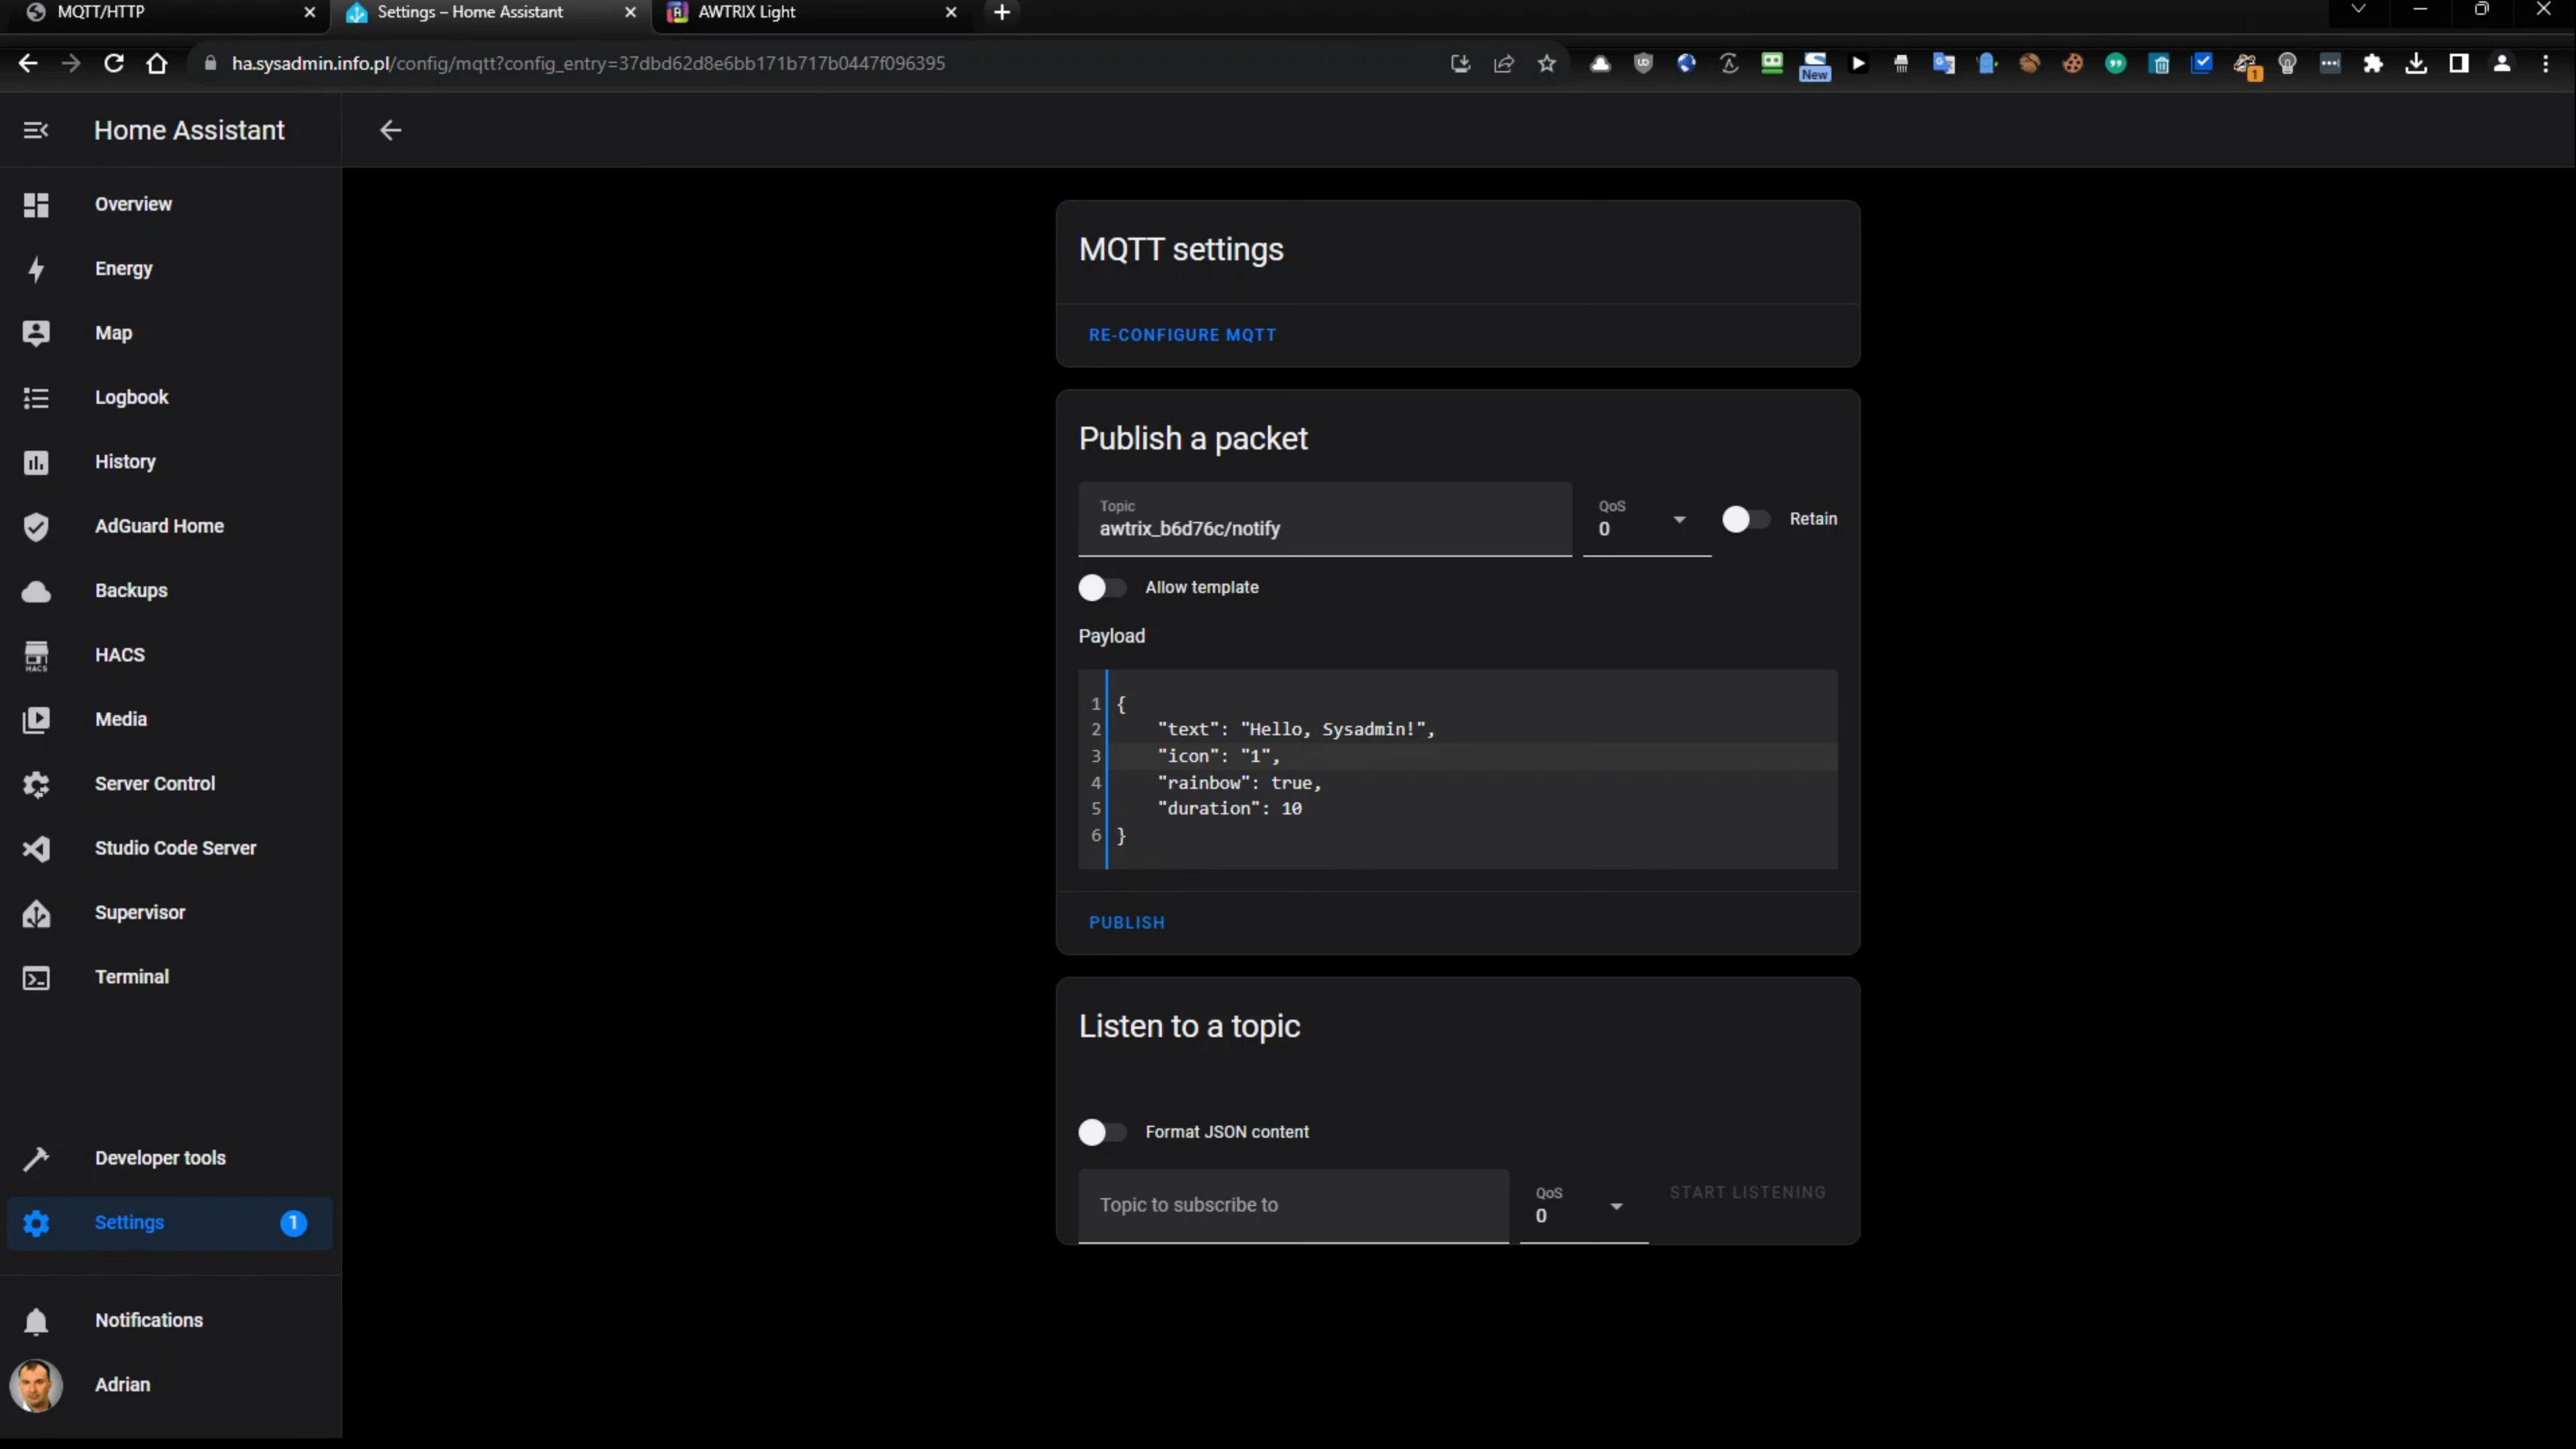 MQTT/HTTP
Settings – Home Assistant
AWTRIX Light
ha.sysadmin.info.pl/config/mqtt?config_entry=37dbd62d8e6bb171b717b0447f096395
New
1
Home Assistant
Overview
Energy
Map
Logbook
History
AdGuard Home
Backups
HACS
HACS
Media
Server Control
Studio Code Server
Supervisor
Terminal
Developer tools
Settings 1
Notifications
Adrian
MQTT settings
RE-CONFIGURE MQTT
Publish a packet
Topic
awtrix_b6d76c/notify
QoS
0
Retain
Allow template
Payload
1 {
2 "text": "Hello, Sysadmin!",
3 "icon": "1",
4 "rainbow": true,
5 "duration": 10
6 }
PUBLISH
Listen to a topic
Format JSON content
Topic to subscribe to
QoS
0
START LISTENING